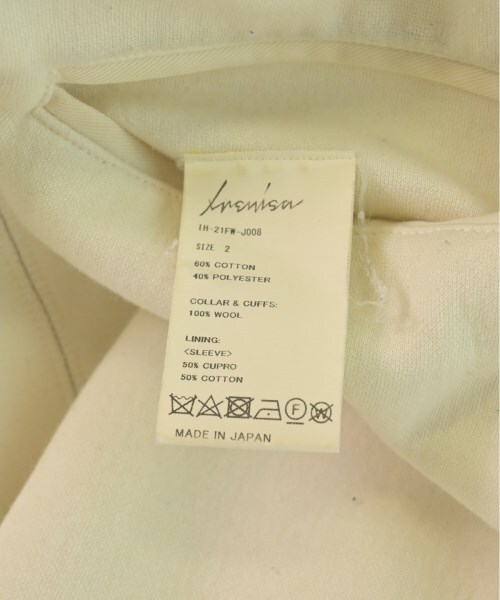 Irenisa
IH-21FW-J008
SIZE 2
60% COTTON
40% POLYESTER
COLLAR & CUFFS:
100% WOOL
LINING:
<SLEEVE>
50% CUPRO
50% COTTON
F W
MADE IN JAPAN